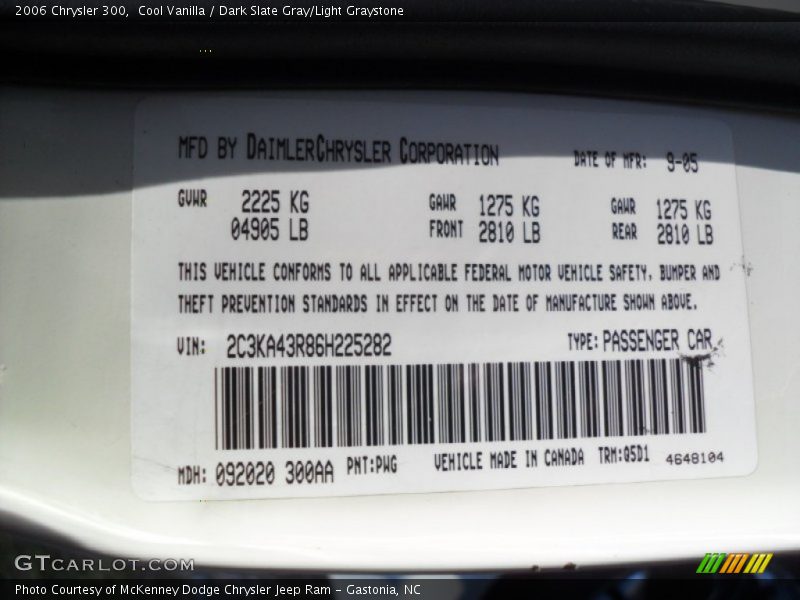 2006 Chrysler 300, Cool Vanilla / Dark Slate Gray/Light Graystone
MFD BY DAIMLERCHRYSLER CORPORATION DATE OF MFR: 9-05
GVWR 2225 KG GAWR 1275 KG GAWR 1275 KG
04905 LB FRONT 2810 LB REAR 2810 LB
THIS VEHICLE CONFORMS TO ALL APPLICABLE FEDERAL MOTOR VEHICLE SAFETY, BUMPER AND
THEFT PREVENTION STANDARDS IN EFFECT ON THE DATE OF MANUFACTURE SHOWN ABOVE.
VIN: 2C3KA43R86H225282 TYPE: PASSENGER CAR
MDH: 092020 300AA PNT:PWG VEHICLE MADE IN CANADA TRM:Q5D1 4648104
GTCARLOT.COM
Photo Courtesy of McKenney Dodge Chrysler Jeep Ram - Gastonia, NC